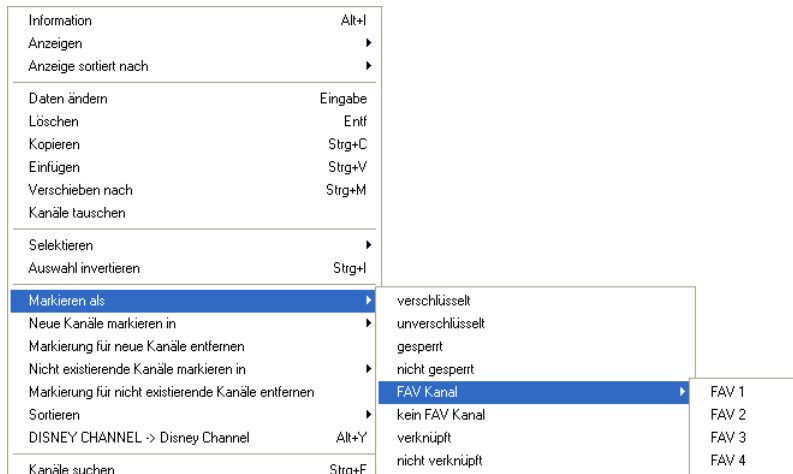 Information Alt+I
Anzeigen
Anzeige sortiert nach
Daten ändern Eingabe
Löschen Entf
Kopieren Strg+C
Einfügen Strg+V
Verschieben nach Strg+M
Kanäle tauschen
Selektieren
Auswahl invertieren Strg+I
Markieren als
Neue Kanäle markieren in
Markierung für neue Kanäle entfernen
Nicht existierende Kanäle markieren in
Markierung für nicht existierende Kanäle entfernen
Sortieren
DISNEY CHANNEL -> Disney Channel Alt+Y
Kanäle suchen Strg+F
verschlüsselt
unverschlüsselt
gesperrt
nicht gesperrt
FAV Kanal
kein FAV Kanal
verknüpft
nicht verknüpft
FAV 1
FAV 2
FAV 3
FAV 4